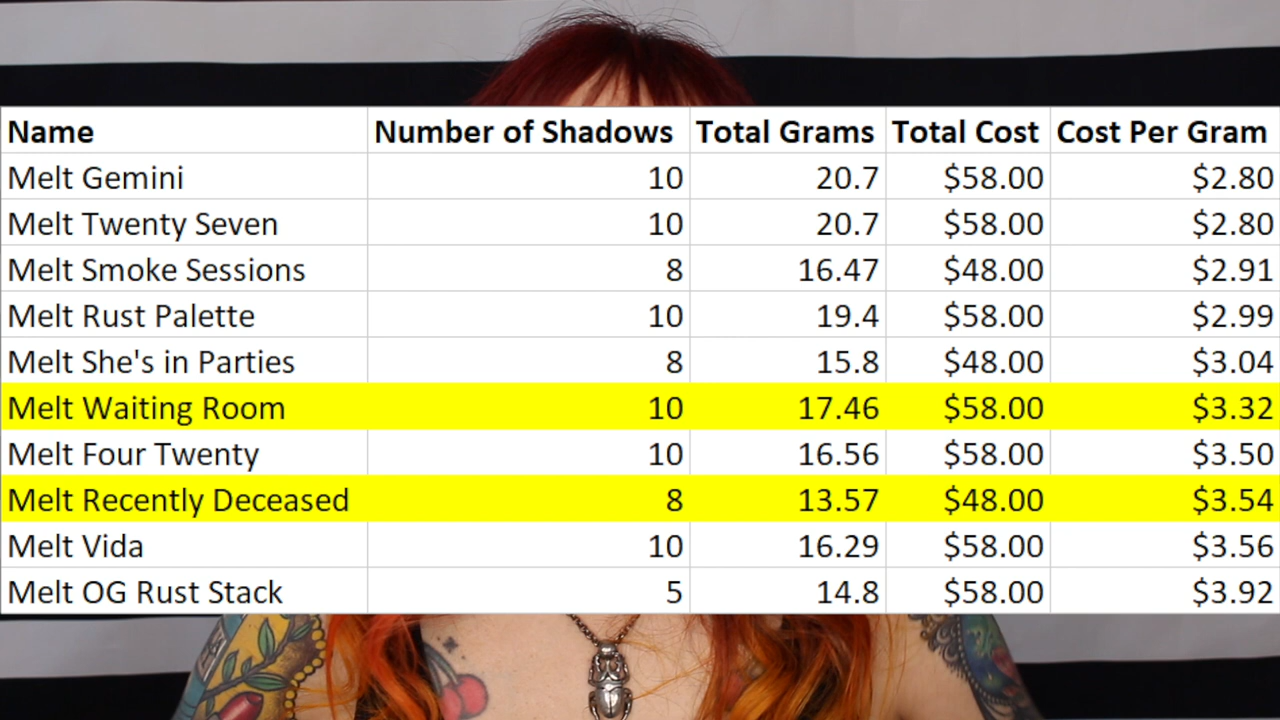 Name Number of Shadows Total Grams Total Cost Cost Per Gram
Melt Gemini 10 20.7 $58.00 $2.80
Melt Twenty Seven 10 20.7 $58.00 $2.80
Melt Smoke Sessions 8 16.47 $48.00 $2.91
Melt Rust Palette 10 19.4 $58.00 $2.99
Melt She's in Parties 8 15.8 $48.00 $3.04
Melt Waiting Room 10 17.46 $58.00 $3.32
Melt Four Twenty 10 16.56 $58.00 $3.50
Melt Recently Deceased 8 13.57 $48.00 $3.54
Melt Vida 10 16.29 $58.00 $3.56
Melt OG Rust Stack 5 14.8 $58.00 $3.92